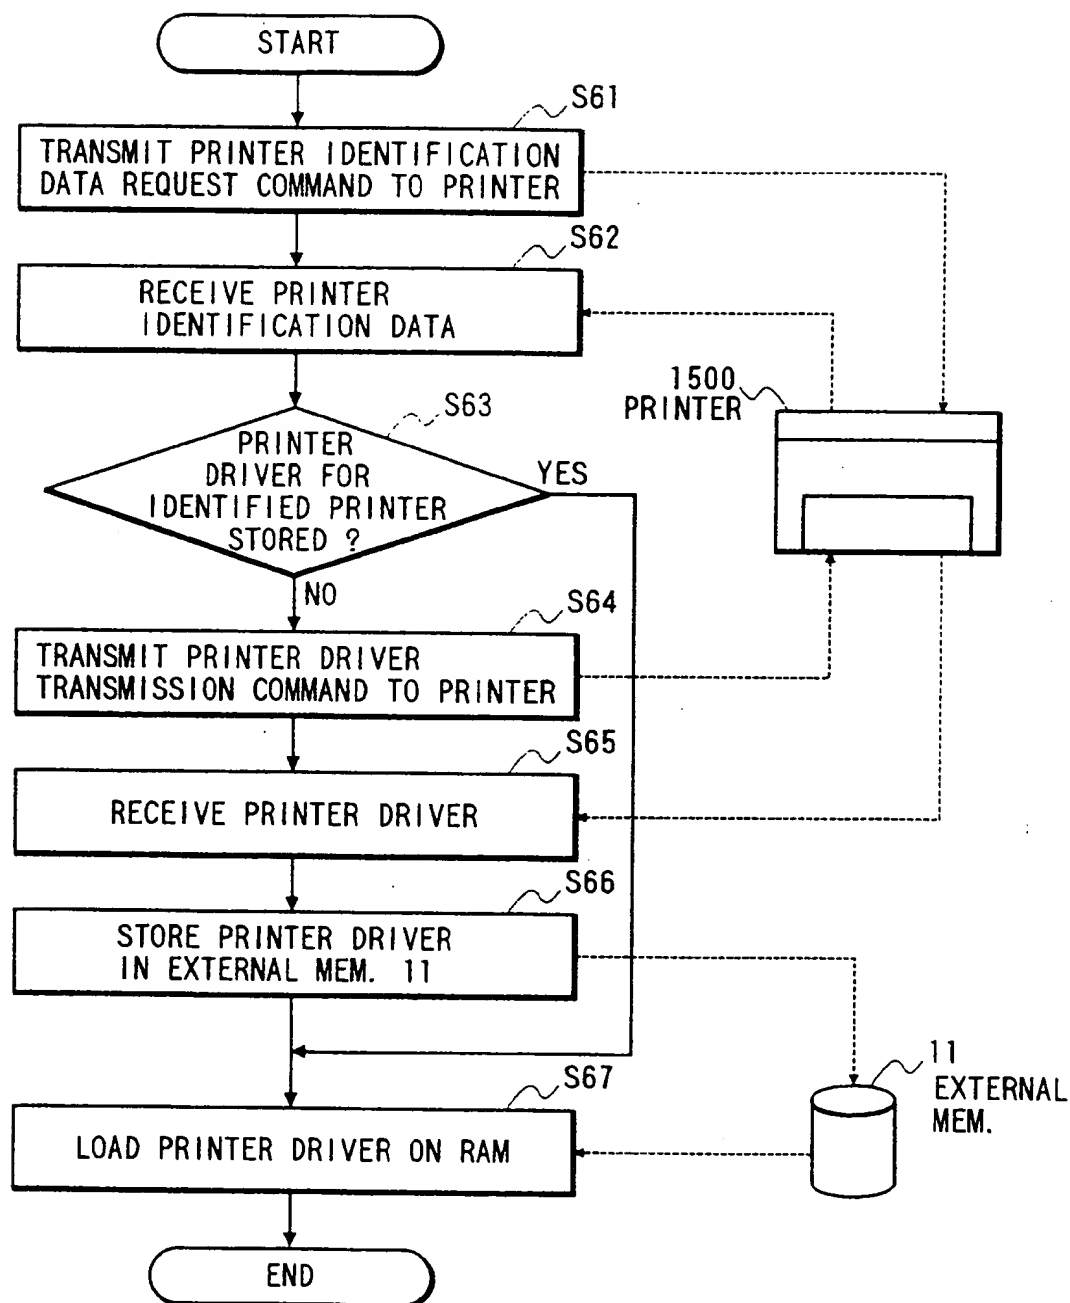 START
S61
TRANSMIT PRINTER IDENTIFICATION
DATA REQUEST COMMAND TO PRINTER
S62
RECEIVE PRINTER
IDENTIFICATION DATA
1500
PRINTER
S63
PRINTER
DRIVER FOR
IDENTIFIED PRINTER
STORED ?
YES
NO
S64
TRANSMIT PRINTER DRIVER
TRANSMISSION COMMAND TO PRINTER
S65
RECEIVE PRINTER DRIVER
S66
STORE PRINTER DRIVER
IN EXTERNAL MEM. 11
11
EXTERNAL
MEM.
S67
LOAD PRINTER DRIVER ON RAM
END